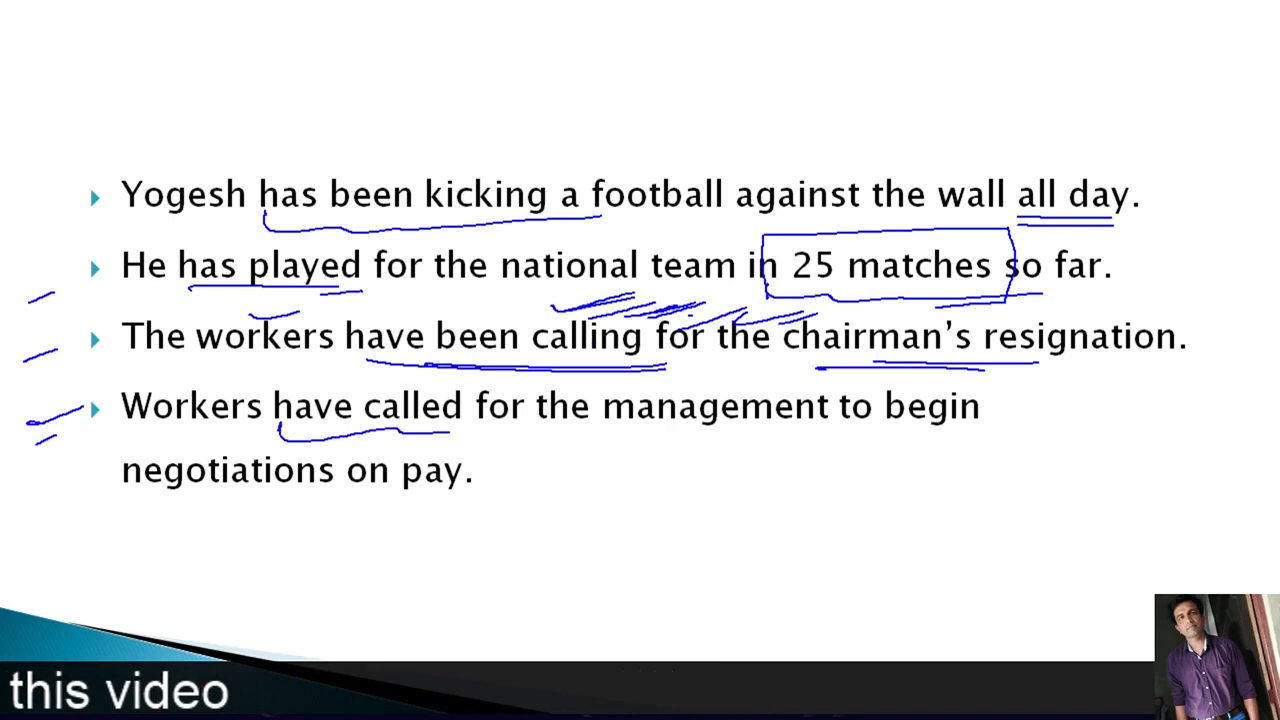 Yogesh has been kicking a football against the wall all day.
He has played for the national team in 25 matches so far.
The workers have been calling for the chairman's resignation.
Workers have called for the management to begin
negotiations on pay.
this video